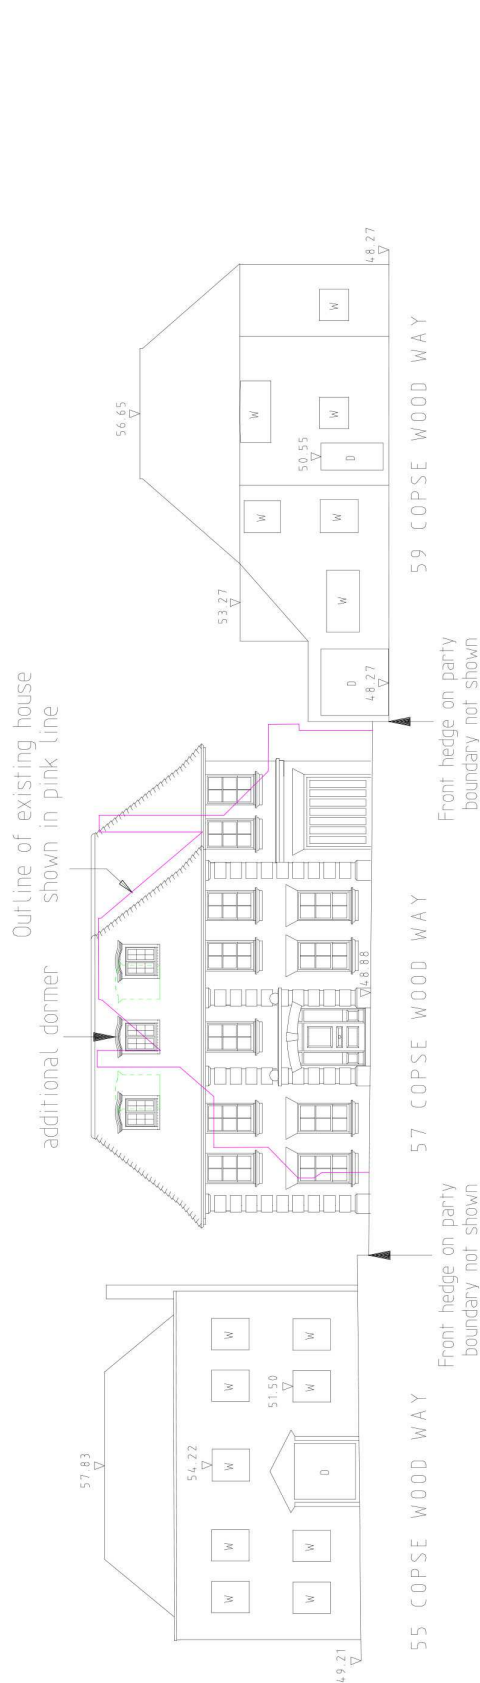 57.83
54.22
51.50
49.21
W
W
W
W
W
W
W
W
W
D
55 COPSE WOOD WAY
Front hedge on party
boundary not shown
additional dormer
Outline of existing house
shown in pink line
48.88
57 COPSE WOOD WAY
Front hedge on party
boundary not shown
56.65
53.27
50.55
48.27
48.27
W
W
W
W
W
W
D
D
59 COPSE WOOD WAY